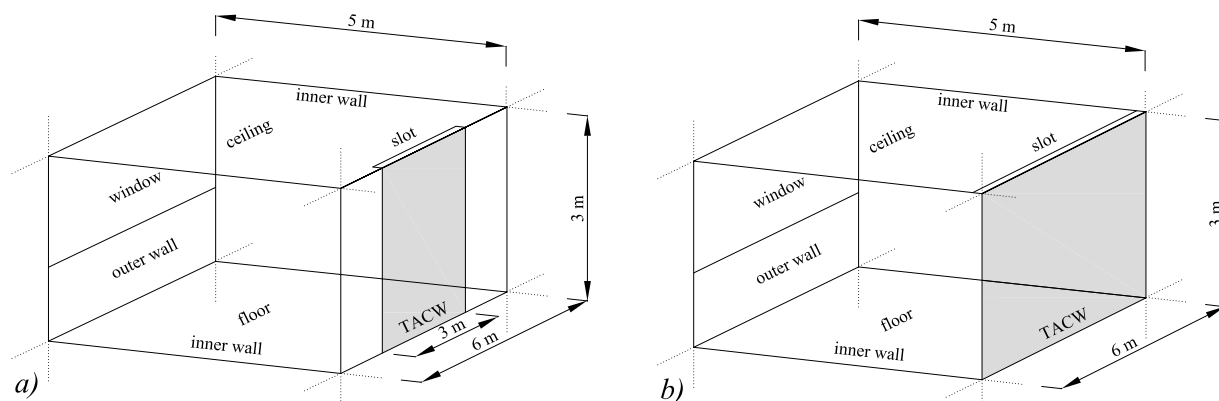 5 m
inner wall
ceiling
slot
window
outer wall
3 m
floor
TACW
3 m
6 m
inner wall
a)
5 m
inner wall
ceiling
slot
window
outer wall
3 m
floor
TACW
6 m
inner wall
b)